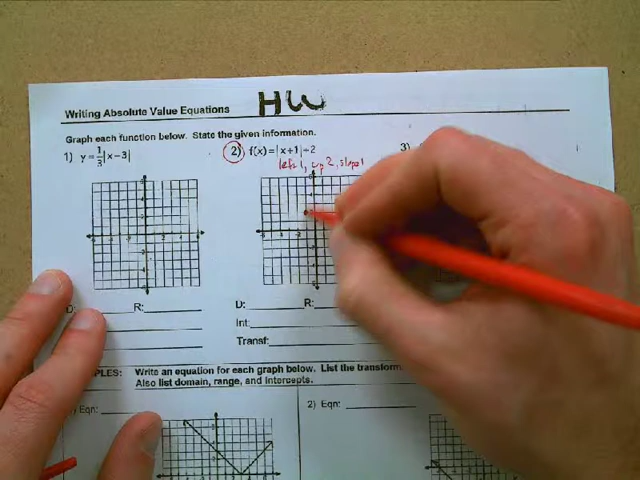 Writing Absolute Value Equations HW
Graph each function below. State the given information.
1) y=1/3|x−3| 2) f(x)=|x+1|+2 3)
left 1, up 2, slope 1
D: R: D: R:
Int:
Transf:
PLES: Write an equation for each graph below. List the transform
Also list domain, range, and intercepts.
) Eqn: 2) Eqn: